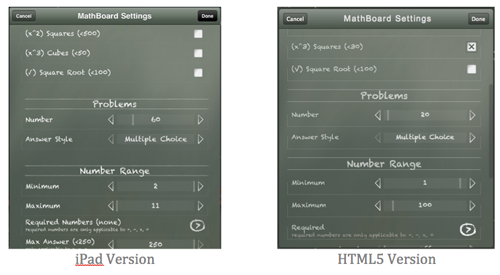 Cancel MathBoard Settings Done
(x^2) Squares (<500)
(x^3) Cubes (<50)
(/) Square Root (<100)
Problems
Number 60
Answer Style Multiple Choice
Number Range
Minimum 2
Maximum 11
Required Numbers (none)
required numbers are only applicable to +, -, x, ÷
Max Answer (<250) 250
iPad Version
Cancel MathBoard Settings Done
(x^3) Squares (<30)
(√) Square Root (<100)
Problems
Number 20
Answer Style Multiple Choice
Number Range
Minimum 1
Maximum 100
Required
required numbers are only applicable to +, -, x, ÷
HTML5 Version